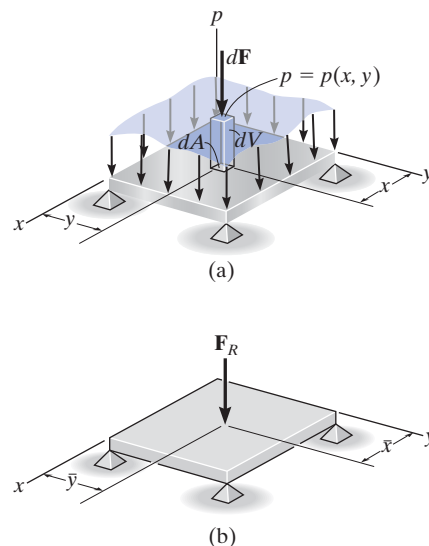 p
dF
p = p(x, y)
dA
dV
x
y
x
y
(a)
F_R
x
y̅
x̅
y
(b)